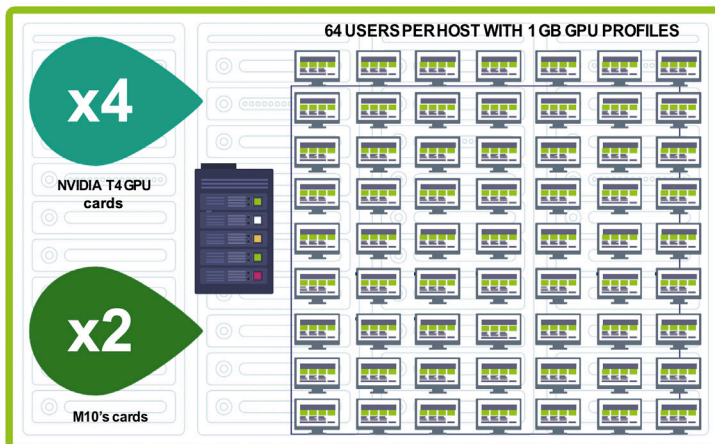 64 USERS PER HOST WITH 1 GB GPU PROFILES
x4
NVIDIA T4 GPU
cards
x2
M10's cards